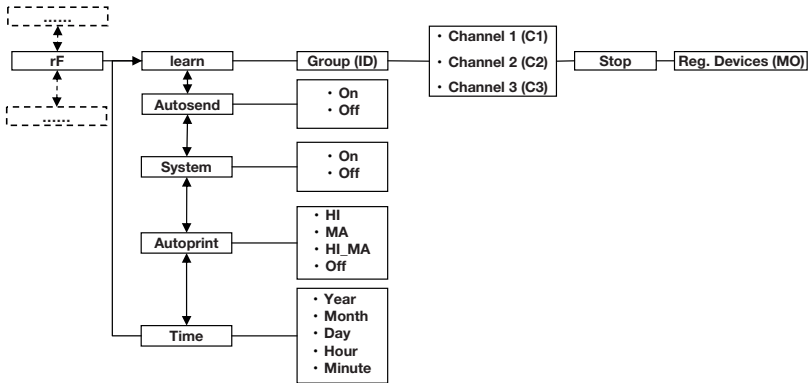 ......
rF
......
learn
Group (ID)
・Channel 1 (C1)
・Channel 2 (C2)
・Channel 3 (C3)
Stop
Reg. Devices (MO)
Autosend
・On
・Off
System
・On
・Off
Autoprint
・HI
・MA
・HI_MA
・Off
Time
・Year
・Month
・Day
・Hour
・Minute